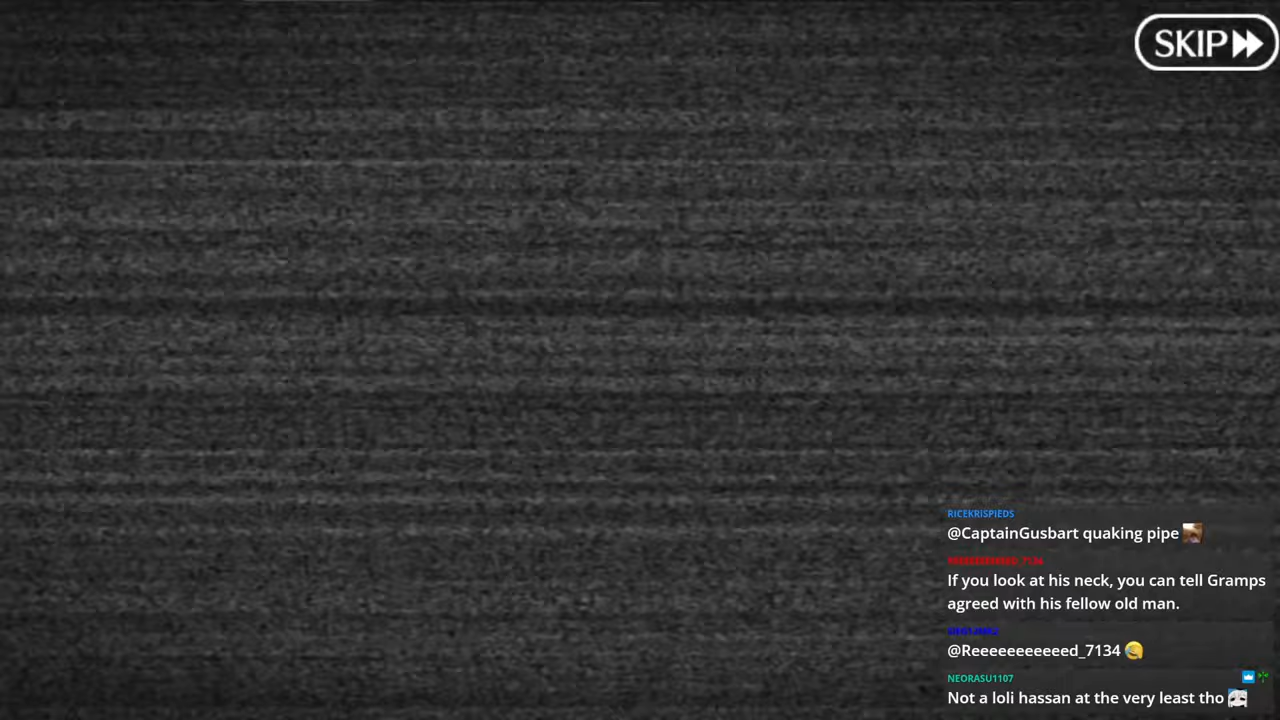 SKIP
RICEKRISPIEDS
@CaptainGusbart quaking pipe
If you look at his neck, you can tell Gramps
agreed with his fellow old man.
@Reeeeeeeeeeed_7134
NEORASU1107
Not a loli hassan at the very least tho